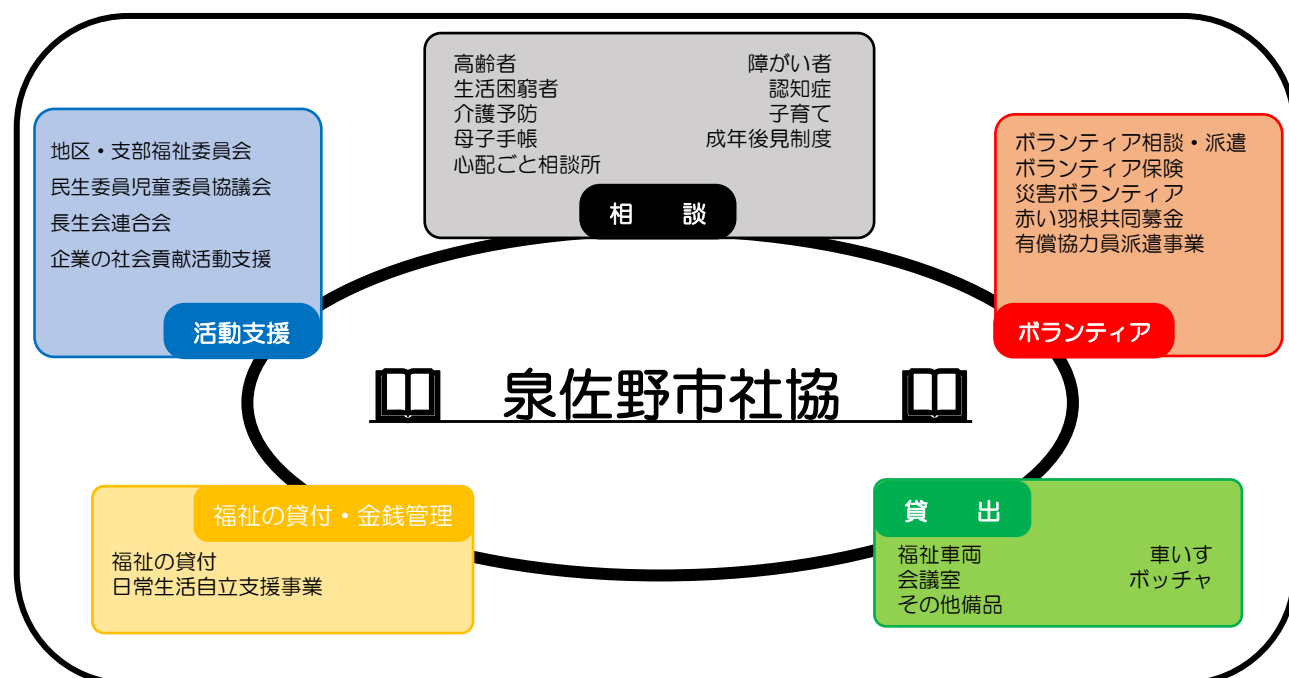 高齢者 障がい者
生活困窮者 認知症
介護予防 子育て
母子手帳 成年後見制度
心配ごと相談所
相 談
地区・支部福祉委員会
民生委員児童委員協議会
長生会連合会
企業の社会貢献活動支援
活動支援
ボランティア相談・派遣
ボランティア保険
災害ボランティア
赤い羽根共同募金
有償協力員派遣事業
ボランティア
泉佐野市社協
福祉の貸付・金銭管理
福祉の貸付
日常生活自立支援事業
貸 出
福祉車両 車いす
会議室 ボッチャ
その他備品